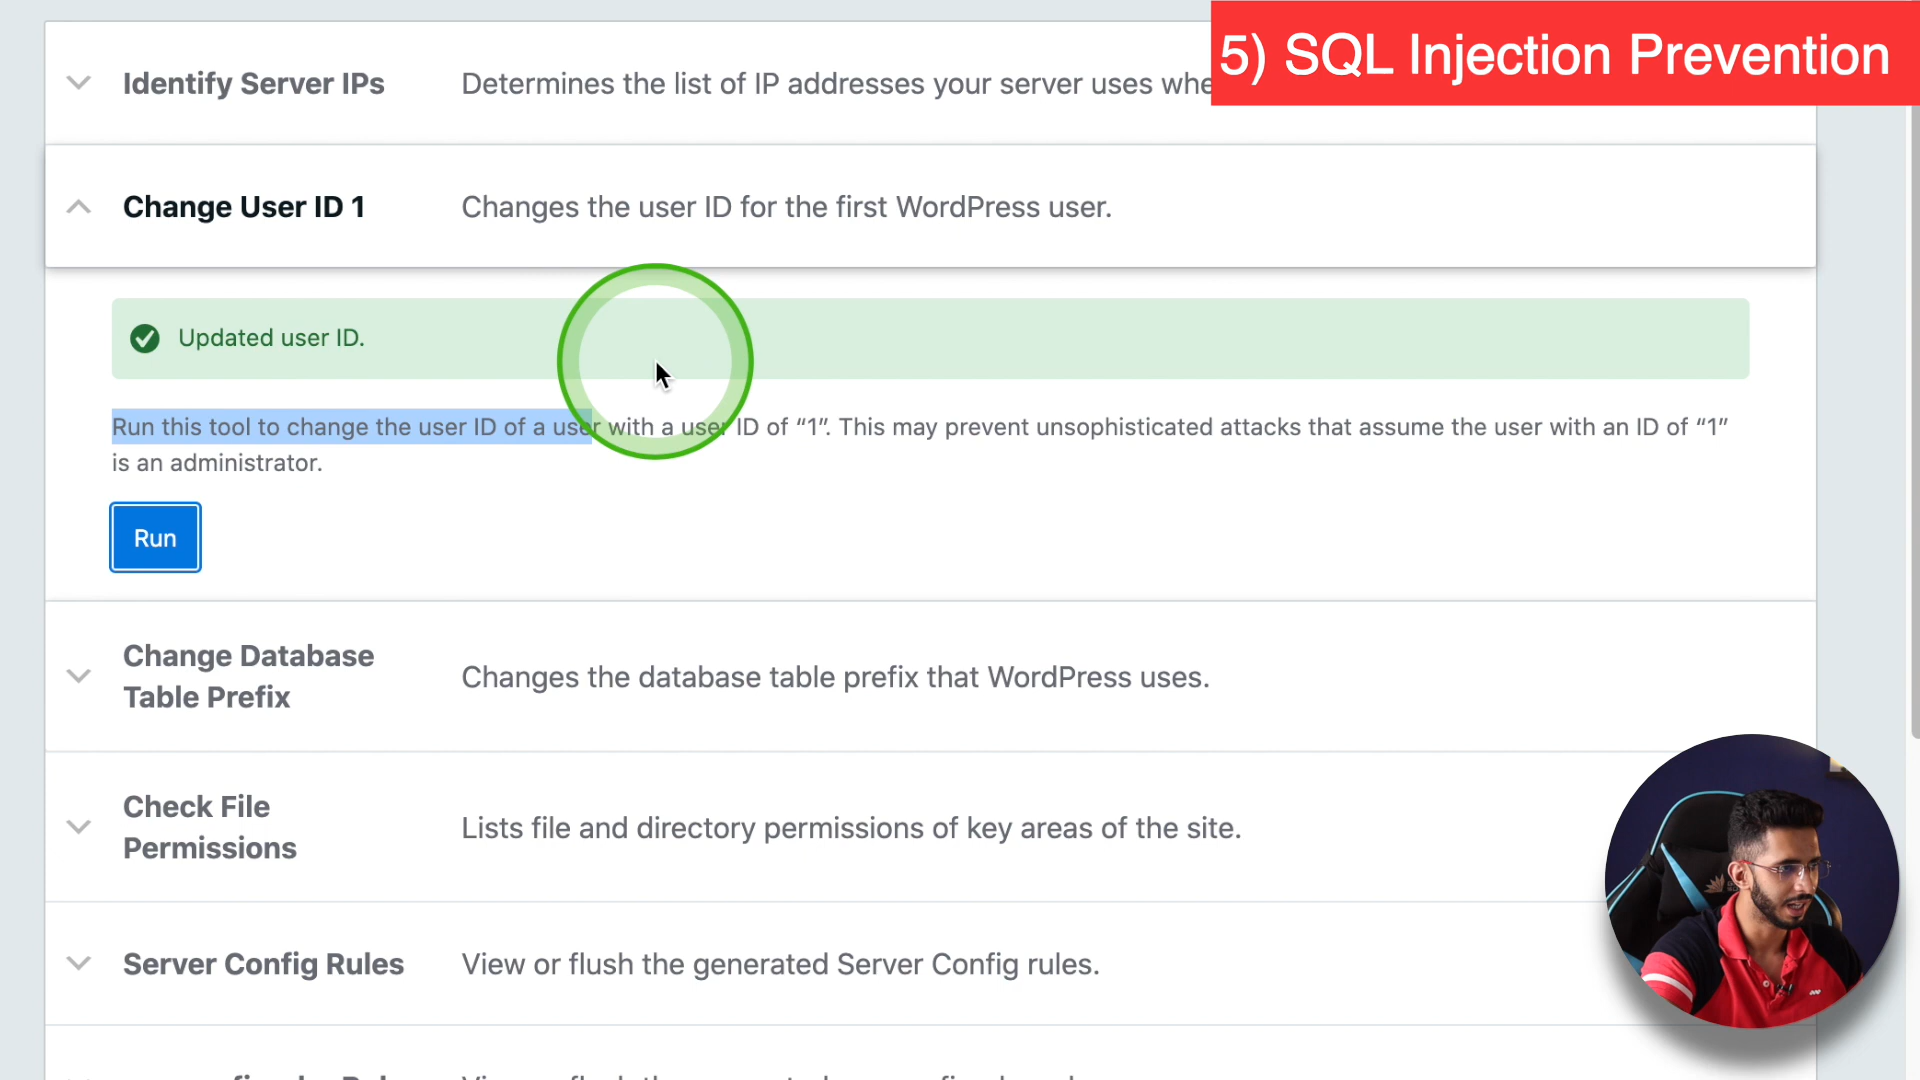 5) SQL Injection Prevention
Identify Server IPs
Determines the list of IP addresses your server uses whe
Change User ID 1
Changes the user ID for the first WordPress user.
Updated user ID.
Run this tool to change the user ID of a user with a user ID of “1”. This may prevent unsophisticated attacks that assume the user with an ID of “1”
is an administrator.
Run
Change Database
Table Prefix
Changes the database table prefix that WordPress uses.
Check File
Permissions
Lists file and directory permissions of key areas of the site.
Server Config Rules
View or flush the generated Server Config rules.